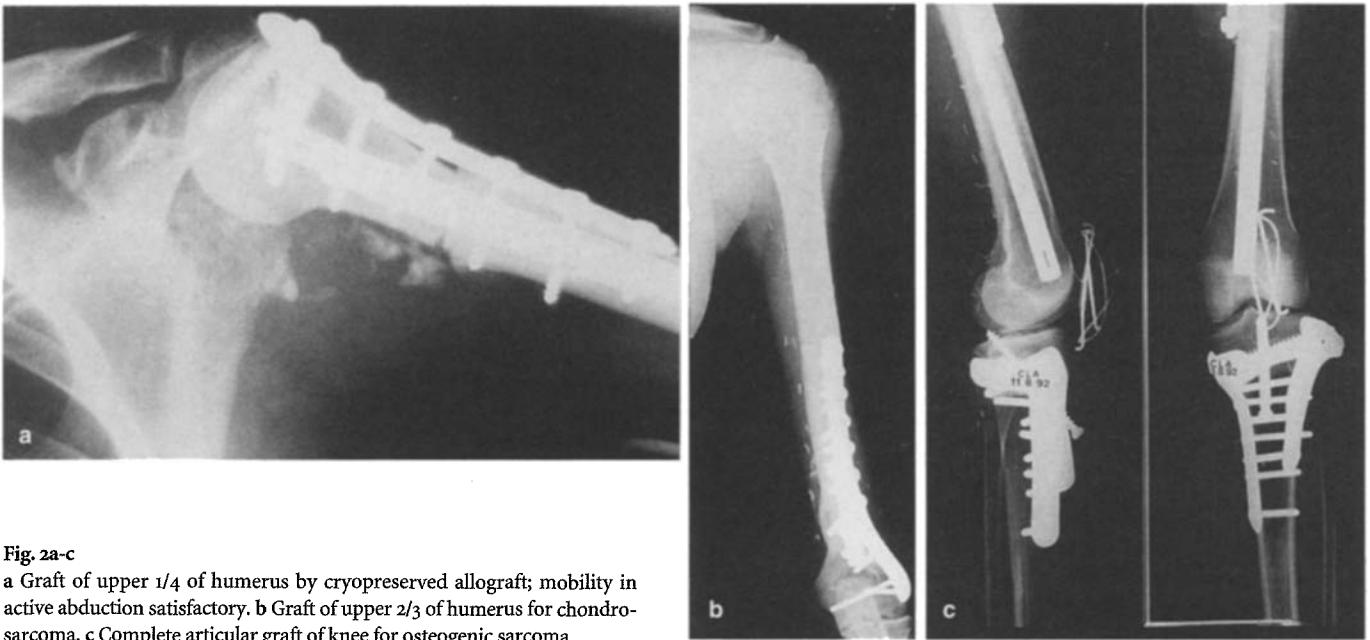 a
b
c
CLA
11 8 92
Fig. 2a-c
a Graft of upper 1/4 of humerus by cryopreserved allograft; mobility in
active abduction satisfactory. b Graft of upper 2/3 of humerus for chondro-
sarcoma. c Complete articular graft of knee for osteogenic sarcoma